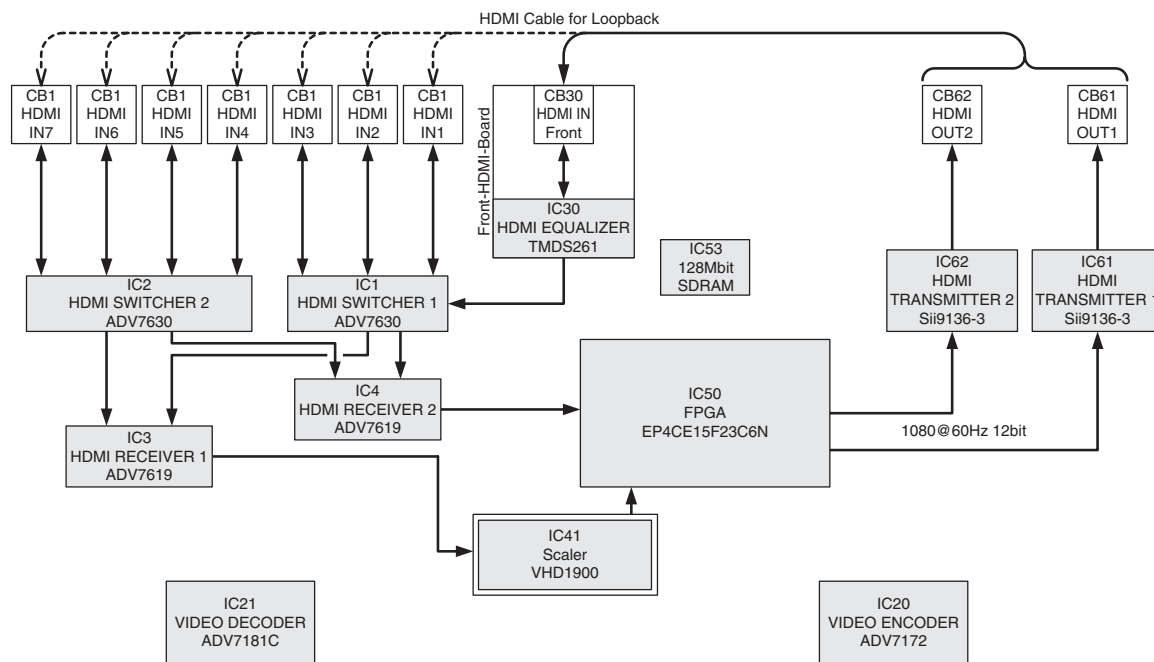 HDMI Cable for Loopback
CB1
HDMI
IN7
CB1
HDMI
IN6
CB1
HDMI
IN5
CB1
HDMI
IN4
CB1
HDMI
IN3
CB1
HDMI
IN2
CB1
HDMI
IN1
Front-HDMI-Board
CB30
HDMI IN
Front
CB62
HDMI
OUT2
CB61
HDMI
OUT1
IC30
HDMI EQUALIZER
TMDS261
IC53
128Mbit
SDRAM
IC2
HDMI SWITCHER 2
ADV7630
IC1
HDMI SWITCHER 1
ADV7630
IC62
HDMI
TRANSMITTER 2
Sii9136-3
IC61
HDMI
TRANSMITTER 1
Sii9136-3
IC4
HDMI RECEIVER 2
ADV7619
IC50
FPGA
EP4CE15F23C6N
1080@60Hz 12bit
IC3
HDMI RECEIVER 1
ADV7619
IC41
Scaler
VHD1900
IC21
VIDEO DECODER
ADV7181C
IC20
VIDEO ENCODER
ADV7172